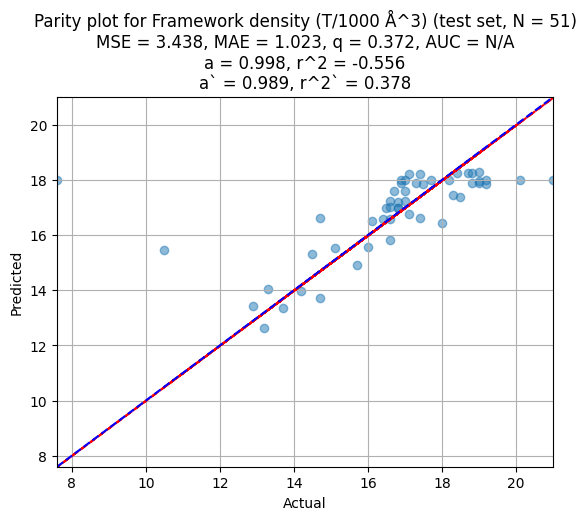 Parity plot for Framework density (T/1000 Å^3) (test set, N = 51)
MSE = 3.438, MAE = 1.023, q = 0.372, AUC = N/A
a = 0.998, r^2 = -0.556
a` = 0.989, r^2` = 0.378
20
18
16
14
12
10
8
Predicted
8 10 12 14 16 18 20
Actual